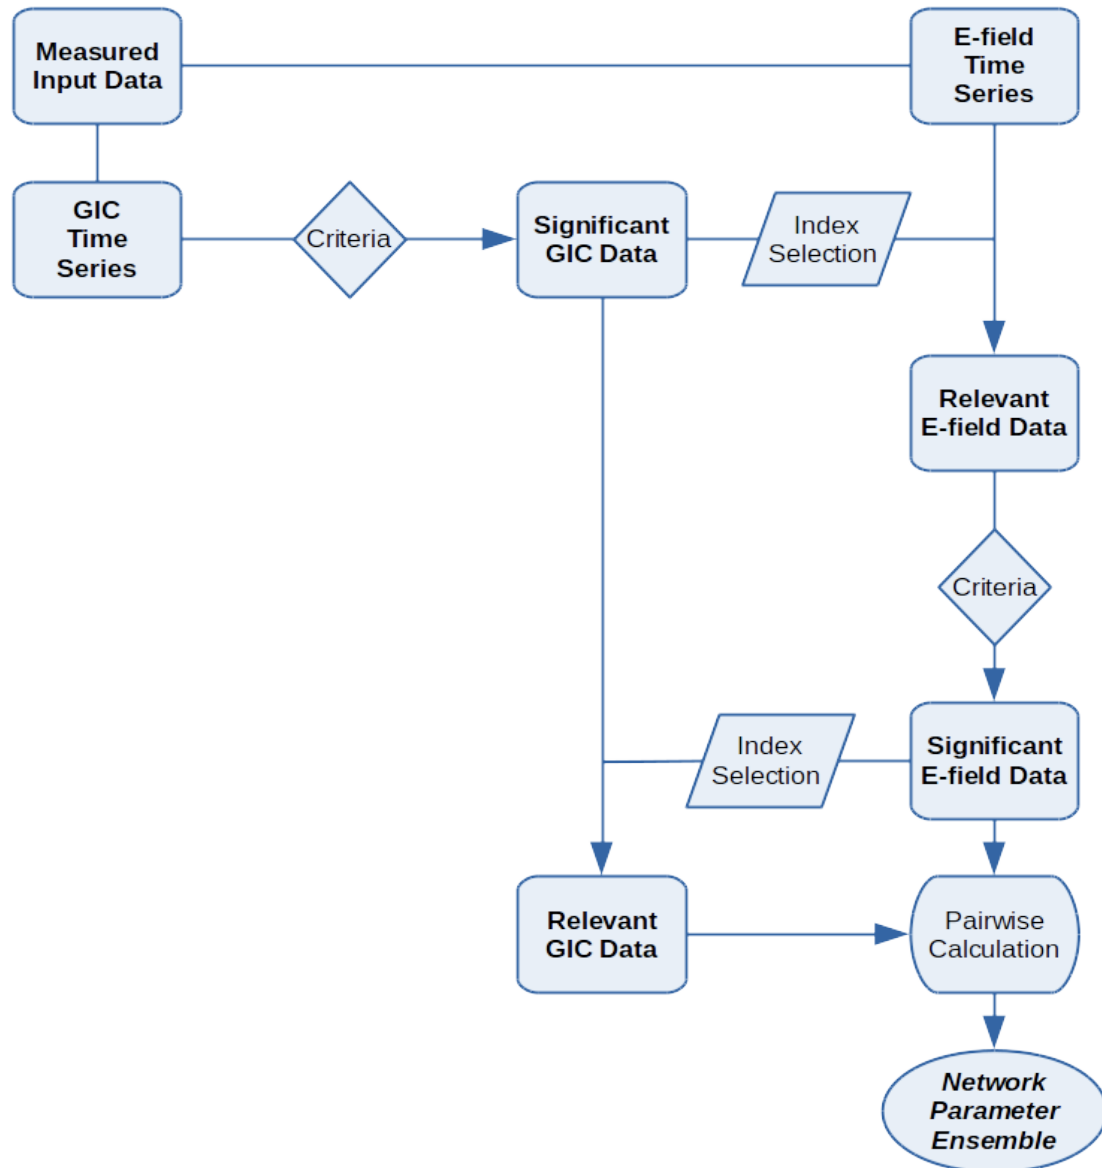 Measured
Input Data
E-field
Time
Series
GIC
Time
Series
Criteria
Significant
GIC Data
Index
Selection
Relevant
E-field Data
Criteria
Index
Selection
Significant
E-field Data
Relevant
GIC Data
Pairwise
Calculation
Network
Parameter
Ensemble